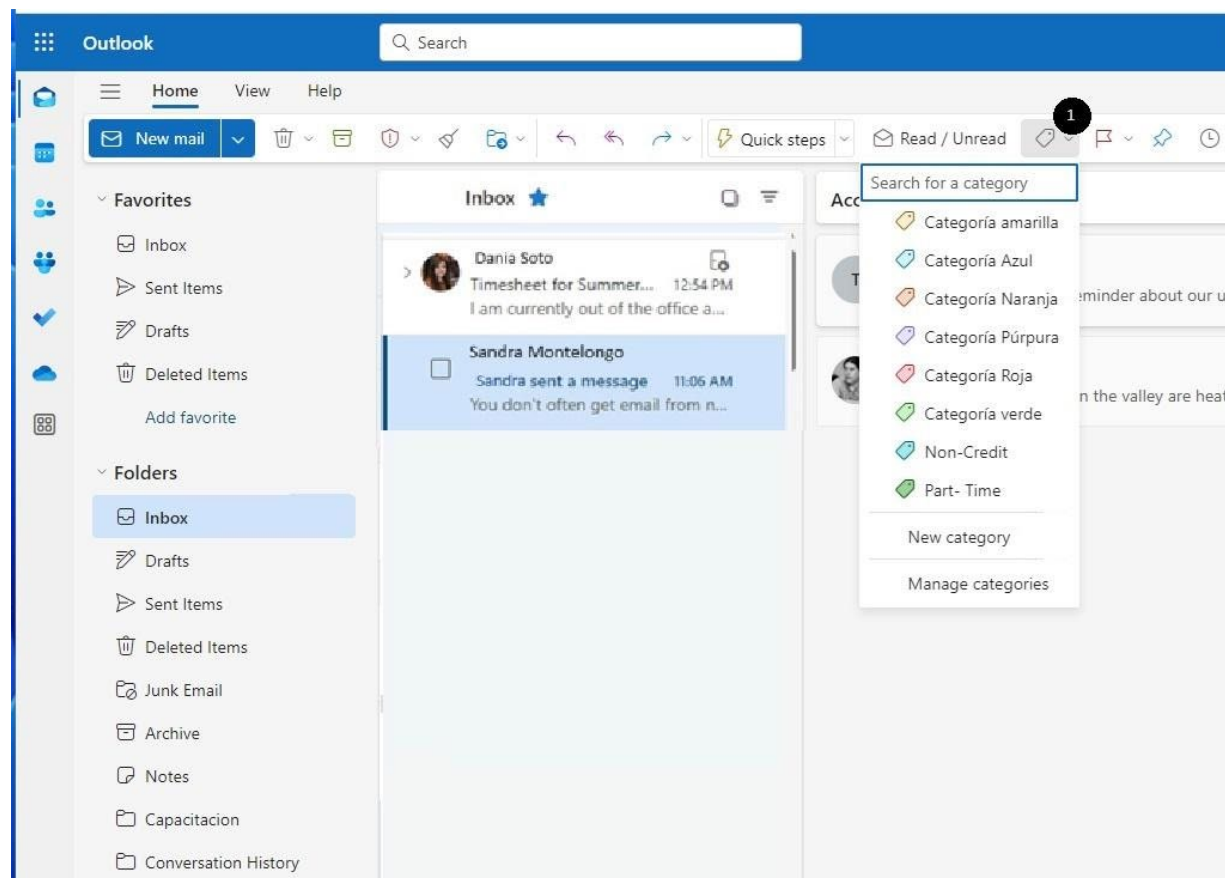 Outlook
Search
Home View Help
New mail
Quick steps
Read / Unread
1
Favorites
Inbox
Sent Items
Drafts
Deleted Items
Add favorite
Folders
Inbox
Drafts
Sent Items
Deleted Items
Junk Email
Archive
Notes
Capacitacion
Conversation History
Inbox
Dania Soto
Timesheet for Summer... 12:54 PM
I am currently out of the office a...
Sandra Montelongo
Sandra sent a message 11:06 AM
You don't often get email from n...
Search for a category
Categoría amarilla
Categoría Azul
Categoría Naranja
Categoría Púrpura
Categoría Roja
Categoría verde
Non-Credit
Part- Time
New category
Manage categories
Acc
T
eminder about our u
n the valley are heat